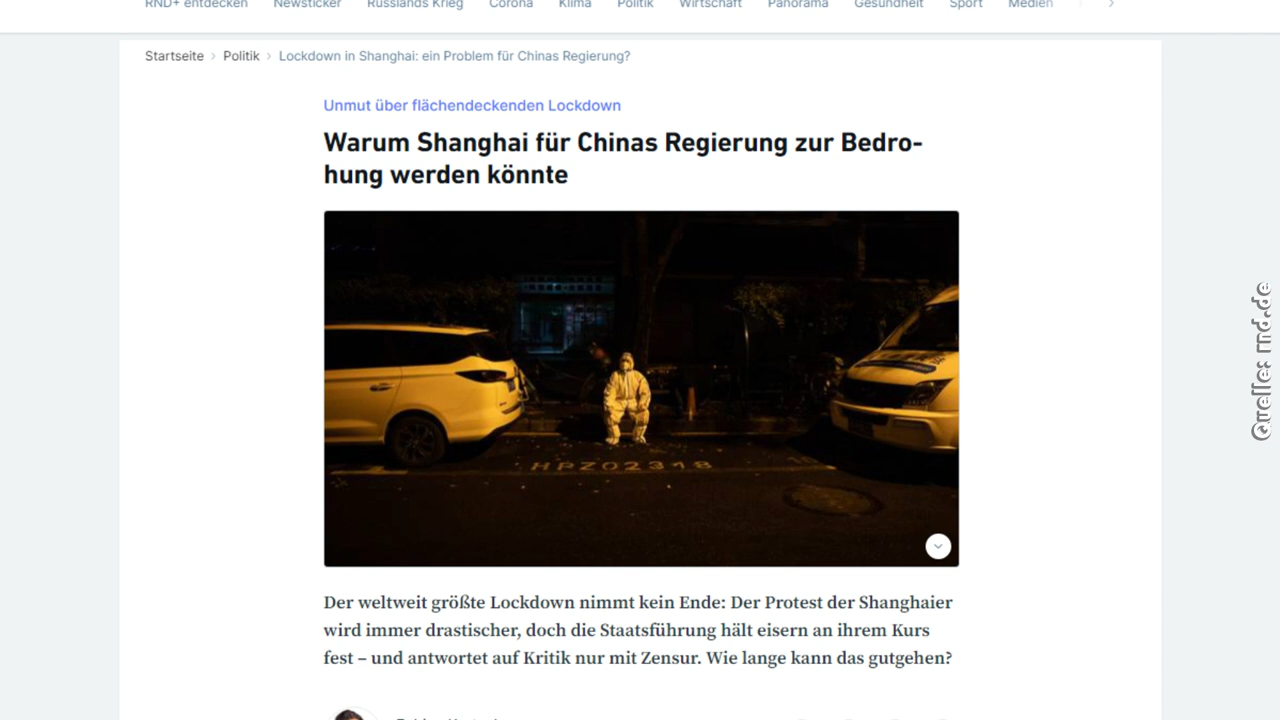 RND+ entdecken Newsticker Russlands Krieg Corona Klima Politik Wirtschaft Panorama Gesundheit Sport Medien
Startseite › Politik › Lockdown in Shanghai: ein Problem für Chinas Regierung?
Unmut über flächendeckenden Lockdown
Warum Shanghai für Chinas Regierung zur Bedro-
hung werden könnte
HPZ02318
Der weltweit größte Lockdown nimmt kein Ende: Der Protest der Shanghaier
wird immer drastischer, doch die Staatsführung hält eisern an ihrem Kurs
fest – und antwortet auf Kritik nur mit Zensur. Wie lange kann das gutgehen?
Quelle: rnd.de